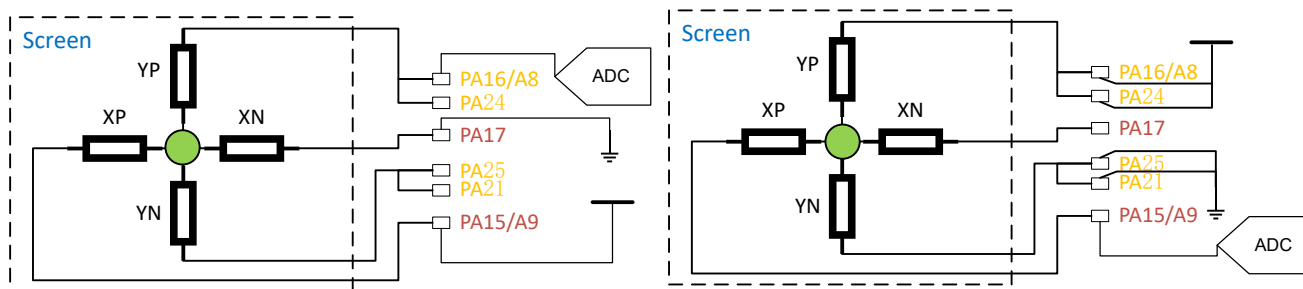 Screen
YP
XP
XN
YN
PA16/A8
PA24
PA17
PA25
PA21
PA15/A9
ADC
Screen
YP
XP
XN
YN
PA16/A8
PA24
PA17
PA25
PA21
PA15/A9
ADC